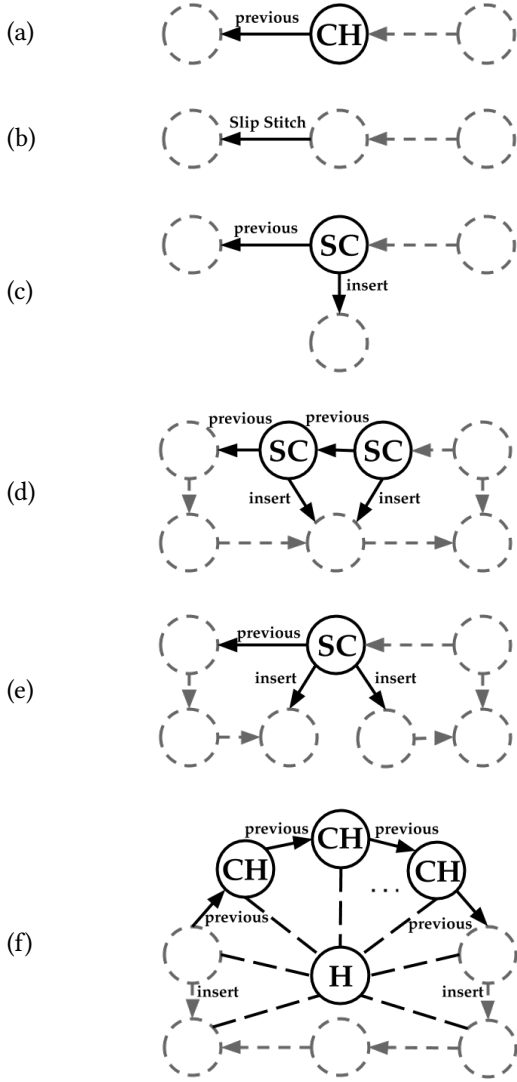 (a)
previous
CH
(b)
Slip Stitch
(c)
previous
SC
insert
(d)
previous previous
SC SC
insert insert
(e)
previous
SC
insert insert
(f)
previous CH previous
CH CH
...
previous previous
H
insert insert